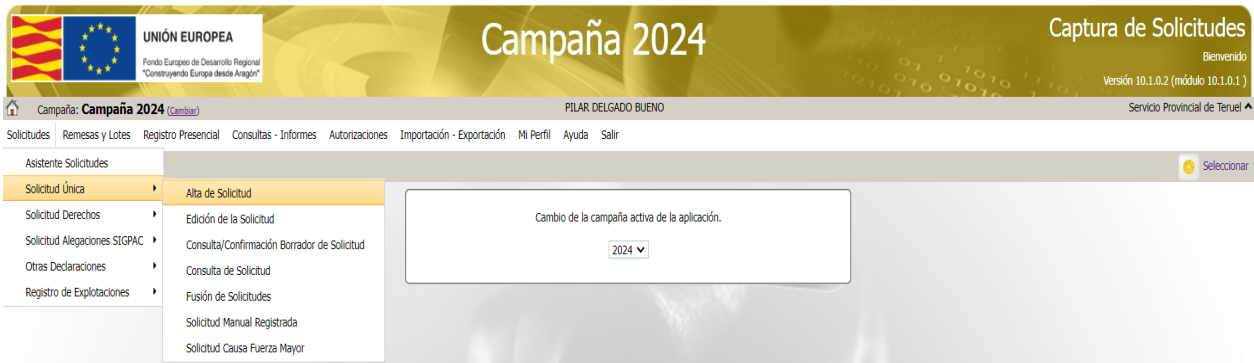 UNIÓN EUROPEA
Fondo Europeo de Desarrollo Regional
"Construyendo Europa desde Aragón"
Campaña 2024
Captura de Solicitudes
Bienvenido
Versión 10.1.0.2 (módulo 10.1.0.1 )
Campaña: Campaña 2024 (Cambiar)
PILAR DELGADO BUENO
Servicio Provincial de Teruel
Solicitudes Remesas y Lotes Registro Presencial Consultas - Informes Autorizaciones Importación - Exportación Mi Perfil Ayuda Salir
Seleccionar
Asistente Solicitudes
Solicitud Única
Solicitud Derechos
Solicitud Alegaciones SIGPAC
Otras Declaraciones
Registro de Explotaciones
Alta de Solicitud
Edición de la Solicitud
Consulta/Confirmación Borrador de Solicitud
Consulta de Solicitud
Fusión de Solicitudes
Solicitud Manual Registrada
Solicitud Causa Fuerza Mayor
Cambio de la campaña activa de la aplicación.
2024